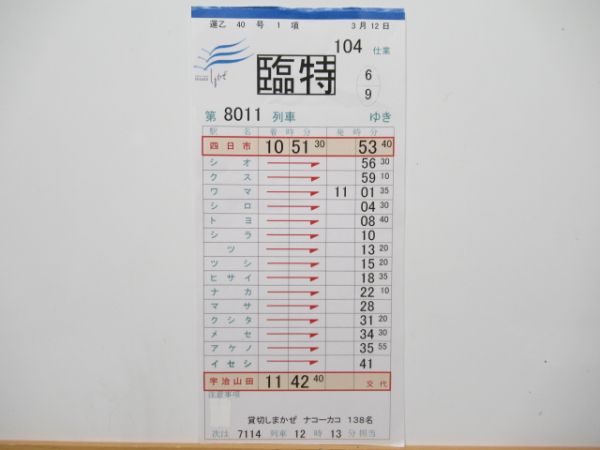 運乙 40 号 1 項 3月12日
104 仕業
臨特
6
9
第 8011 列車 ゆき
駅名 着時分 発時分
四日市 10 51 30 53 40
シオ 56 30
クス 59 10
ワマ 11 01 35
シロ 04 30
トヨ 08 40
シラ 10
ツ 13 20
ツシ 15 20
ヒサイ 18 35
ナカ 22 10
マサ 28
クシタ 31 20
メセ 34 30
アケノ 35 55
イセシ 41
宇治山田 11 42 40 交代
注意事項
貸切しまかぜ ナコーカコ 138名
次は 7114 列車 12 時 13 分担当